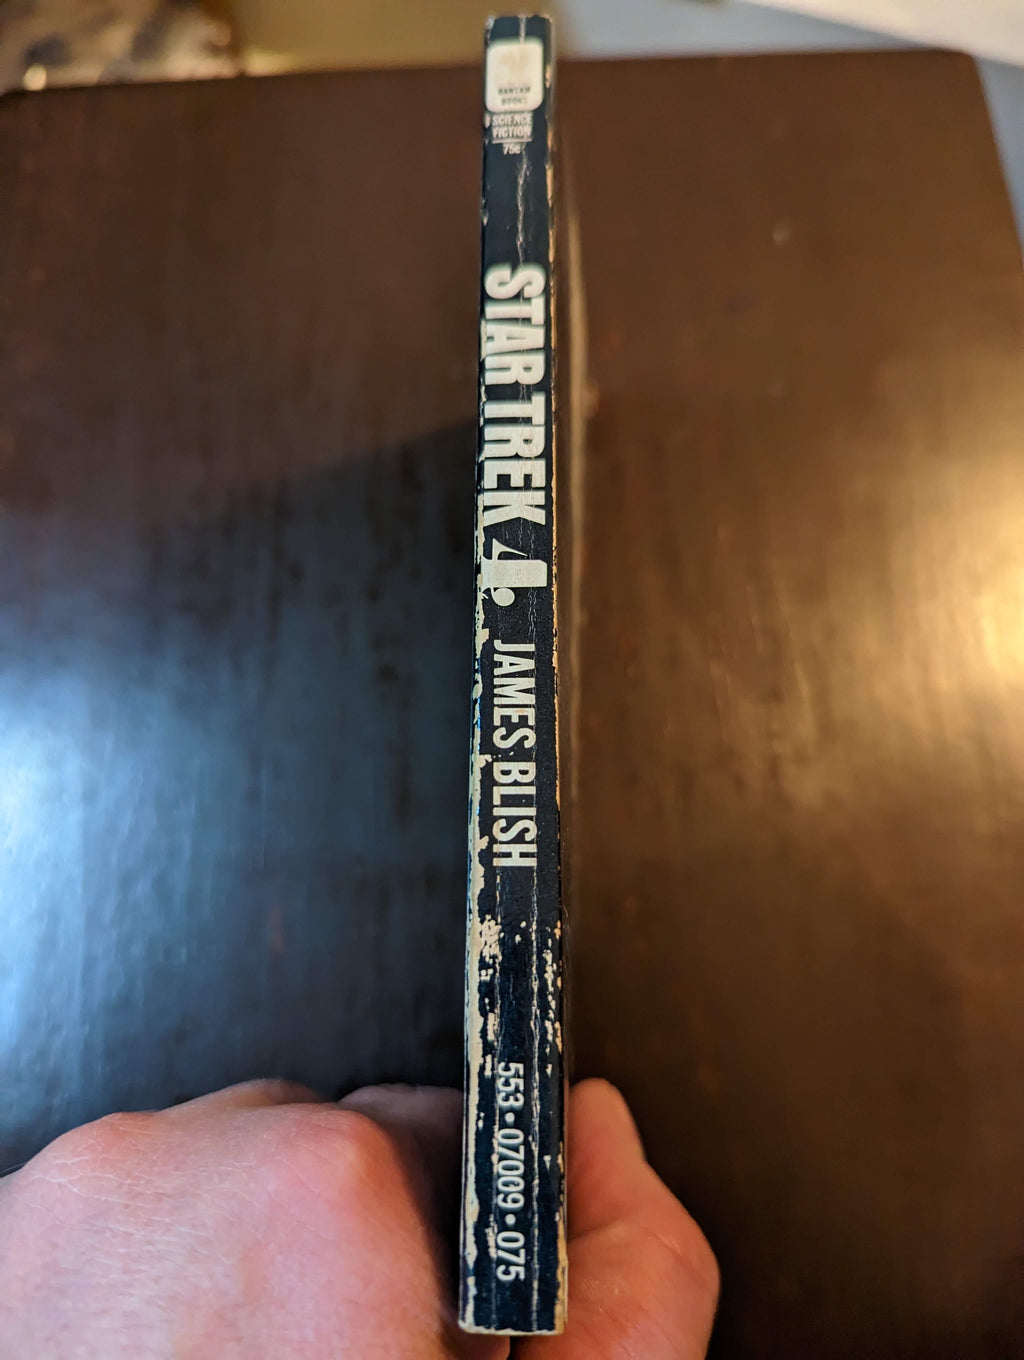 BANTAM
BOOKS
SCIENCE
FICTION
75¢
STAR TREK 4.
JAMES BLISH
553•07009•075